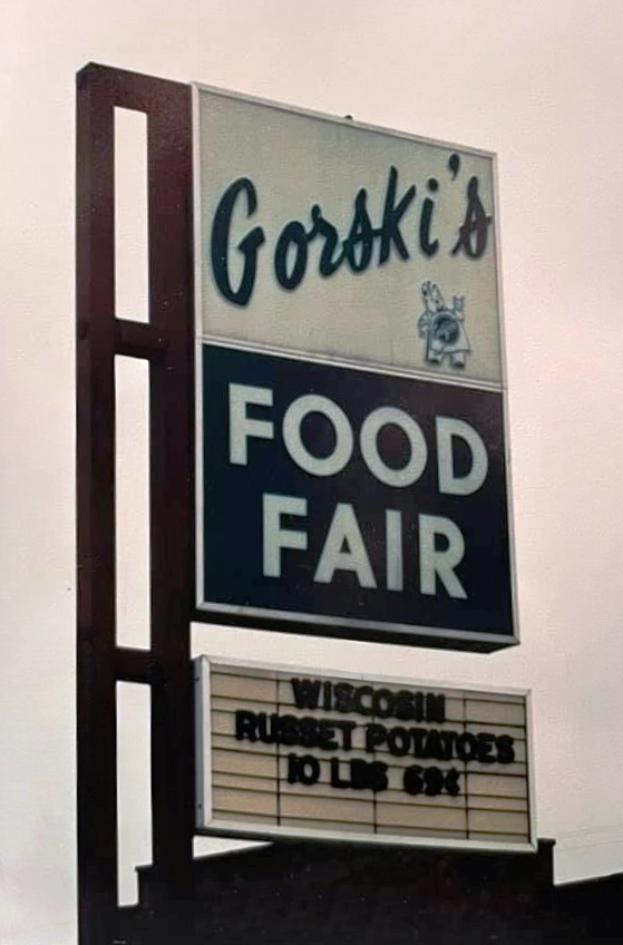 Gorski's
FOOD
FAIR
WISCOSIN
RUSSET POTATOES
10 LBS 69¢